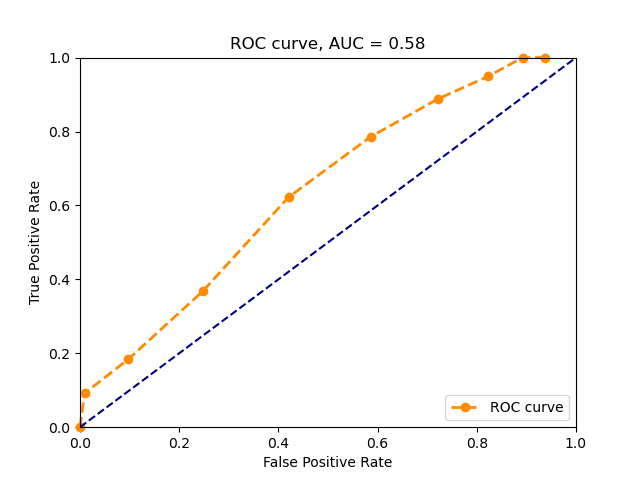 ROC curve, AUC = 0.58
1.0
0.8
0.6
0.4
0.2
0.0
True Positive Rate
ROC curve
0.0 0.2 0.4 0.6 0.8 1.0
False Positive Rate